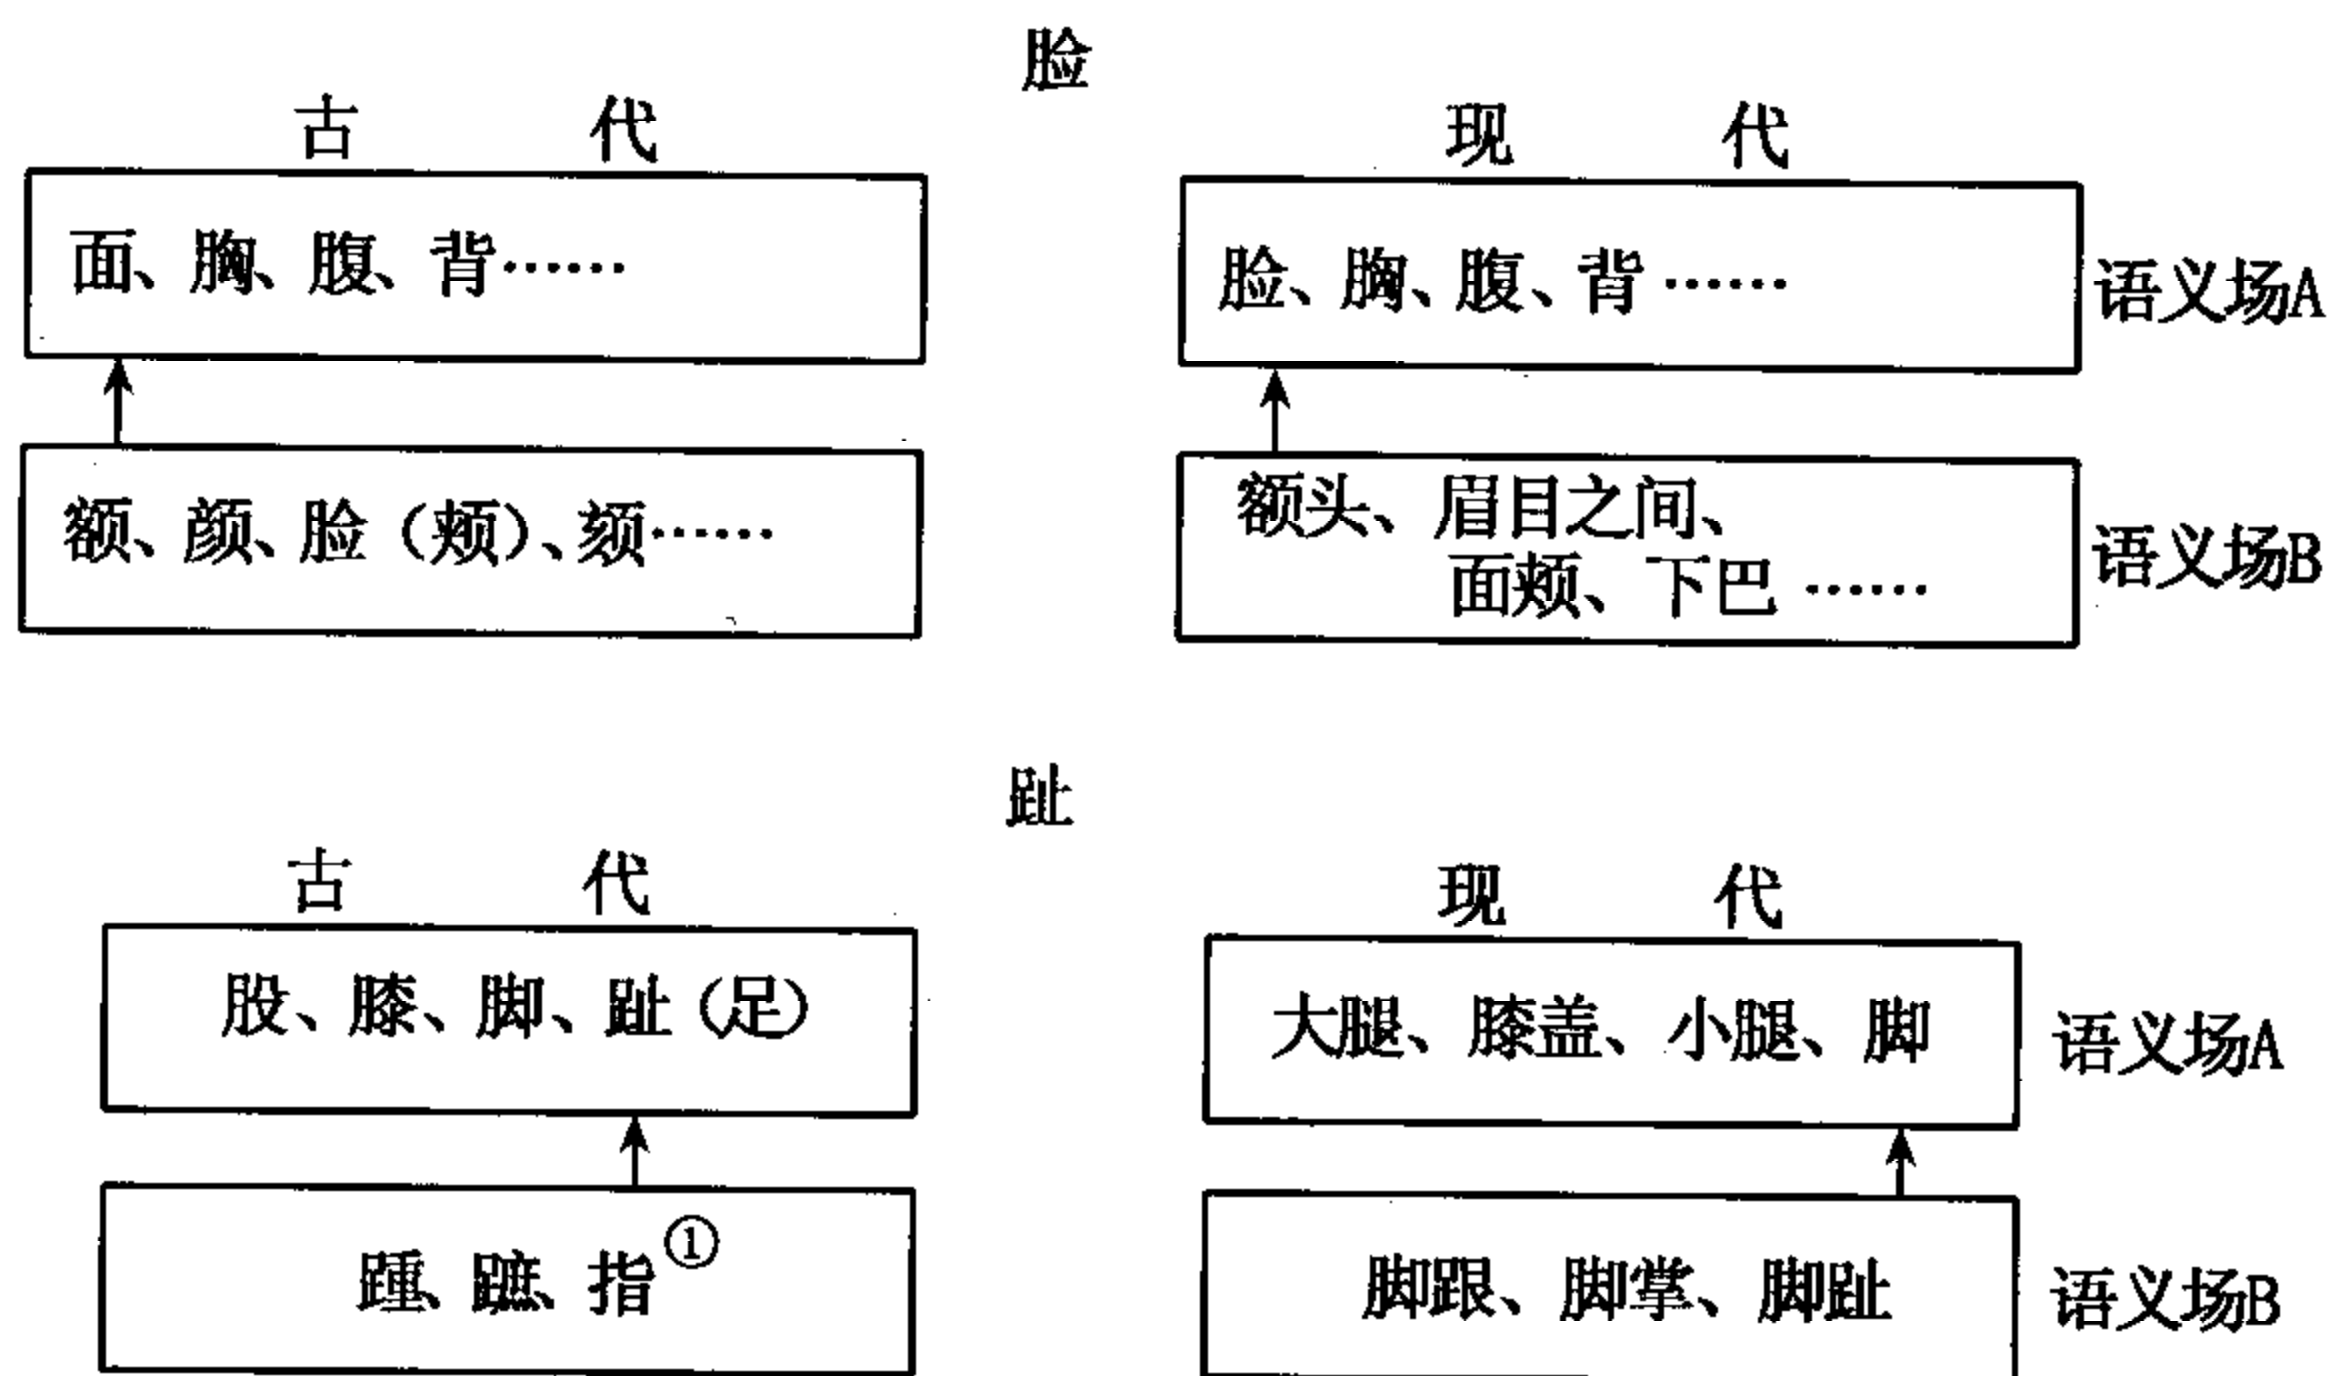 脸
古 代
现 代
面、胸、腹、背……
脸、胸、腹、背……
语义场A
额、颜、脸（颊）、颏……
额头、眉目之间、
面颊、下巴……
语义场B
趾
古 代
现 代
股、膝、脚、趾（足）
大腿、膝盖、小腿、脚
语义场A
踵、蹠、指①
脚跟、脚掌、脚趾
语义场B